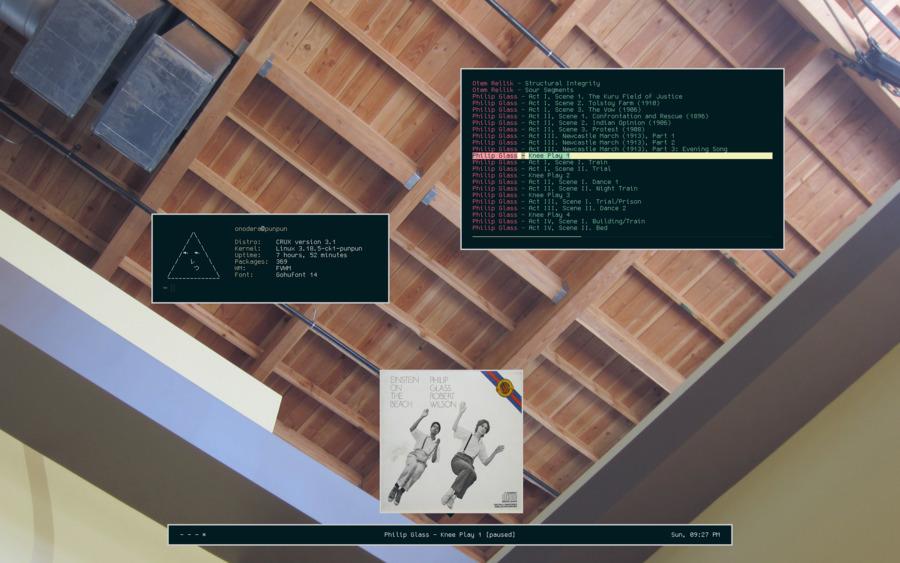 Otem Rellik - Structural Integrity
Otem Rellik - Sour Segments
Philip Glass - Act I, Scene 1. The Kuru Field of Justice
Philip Glass - Act I, Scene 2. Tolstoy Farm (1910)
Philip Glass - Act I, Scene 3. The Vow (1906)
Philip Glass - Act II, Scene 1. Confrontation and Rescue (1896)
Philip Glass - Act II, Scene 2. Indian Opinion (1906)
Philip Glass - Act II, Scene 3. Protest (1908)
Philip Glass - Act III. Newcastle March (1913), Part 1
Philip Glass - Act III. Newcastle March (1913), Part 2
Philip Glass - Act III. Newcastle March (1913), Part 3: Evening Song
Philip Glass - Knee Play 1
Philip Glass - Act I, Scene I. Train
Philip Glass - Act I, Scene II. Trial
Philip Glass - Knee Play 2
Philip Glass - Act II, Scene I. Dance 1
Philip Glass - Act II, Scene II. Night Train
Philip Glass - Knee Play 3
Philip Glass - Act III, Scene I. Trial/Prison
Philip Glass - Act III, Scene II. Dance 2
Philip Glass - Knee Play 4
Philip Glass - Act IV, Scene I. Building/Train
Philip Glass - Act IV, Scene II. Bed
onodera@punpun
Distro: CRUX version 3.1
Kernel: Linux 3.18.5-ck1-punpun
Uptime: 7 hours, 52 minutes
Packages: 369
WM: FVWM
Font: GohuFont 14
~
EINSTEIN PHILIP
ON GLASS
THE ROBERT
BEACH WILSON
- - - × Philip Glass - Knee Play 1 [paused] Sun, 09:27 PM